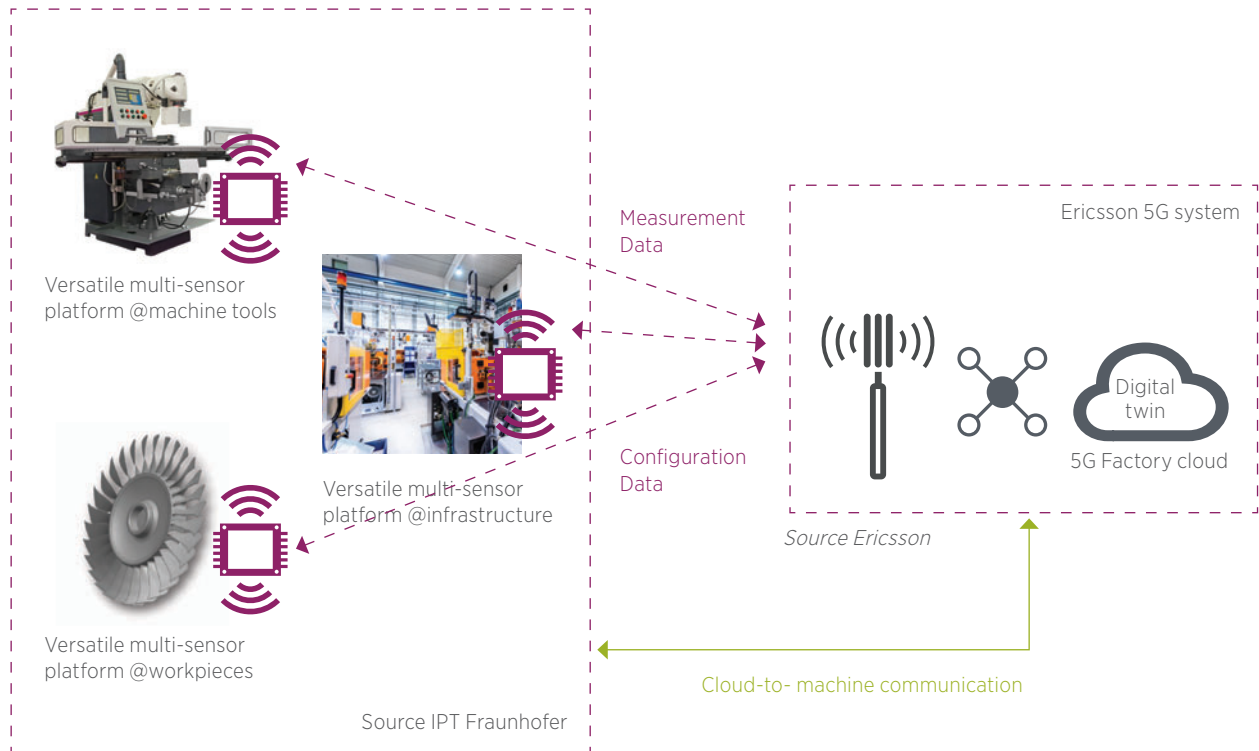 Versatile multi-sensor
platform @machine tools
Versatile multi-sensor
platform @infrastructure
Versatile multi-sensor
platform @workpieces
Source IPT Fraunhofer
Measurement
Data
Configuration
Data
Ericsson 5G system
Digital
twin
5G Factory cloud
Source Ericsson
Cloud-to- machine communication